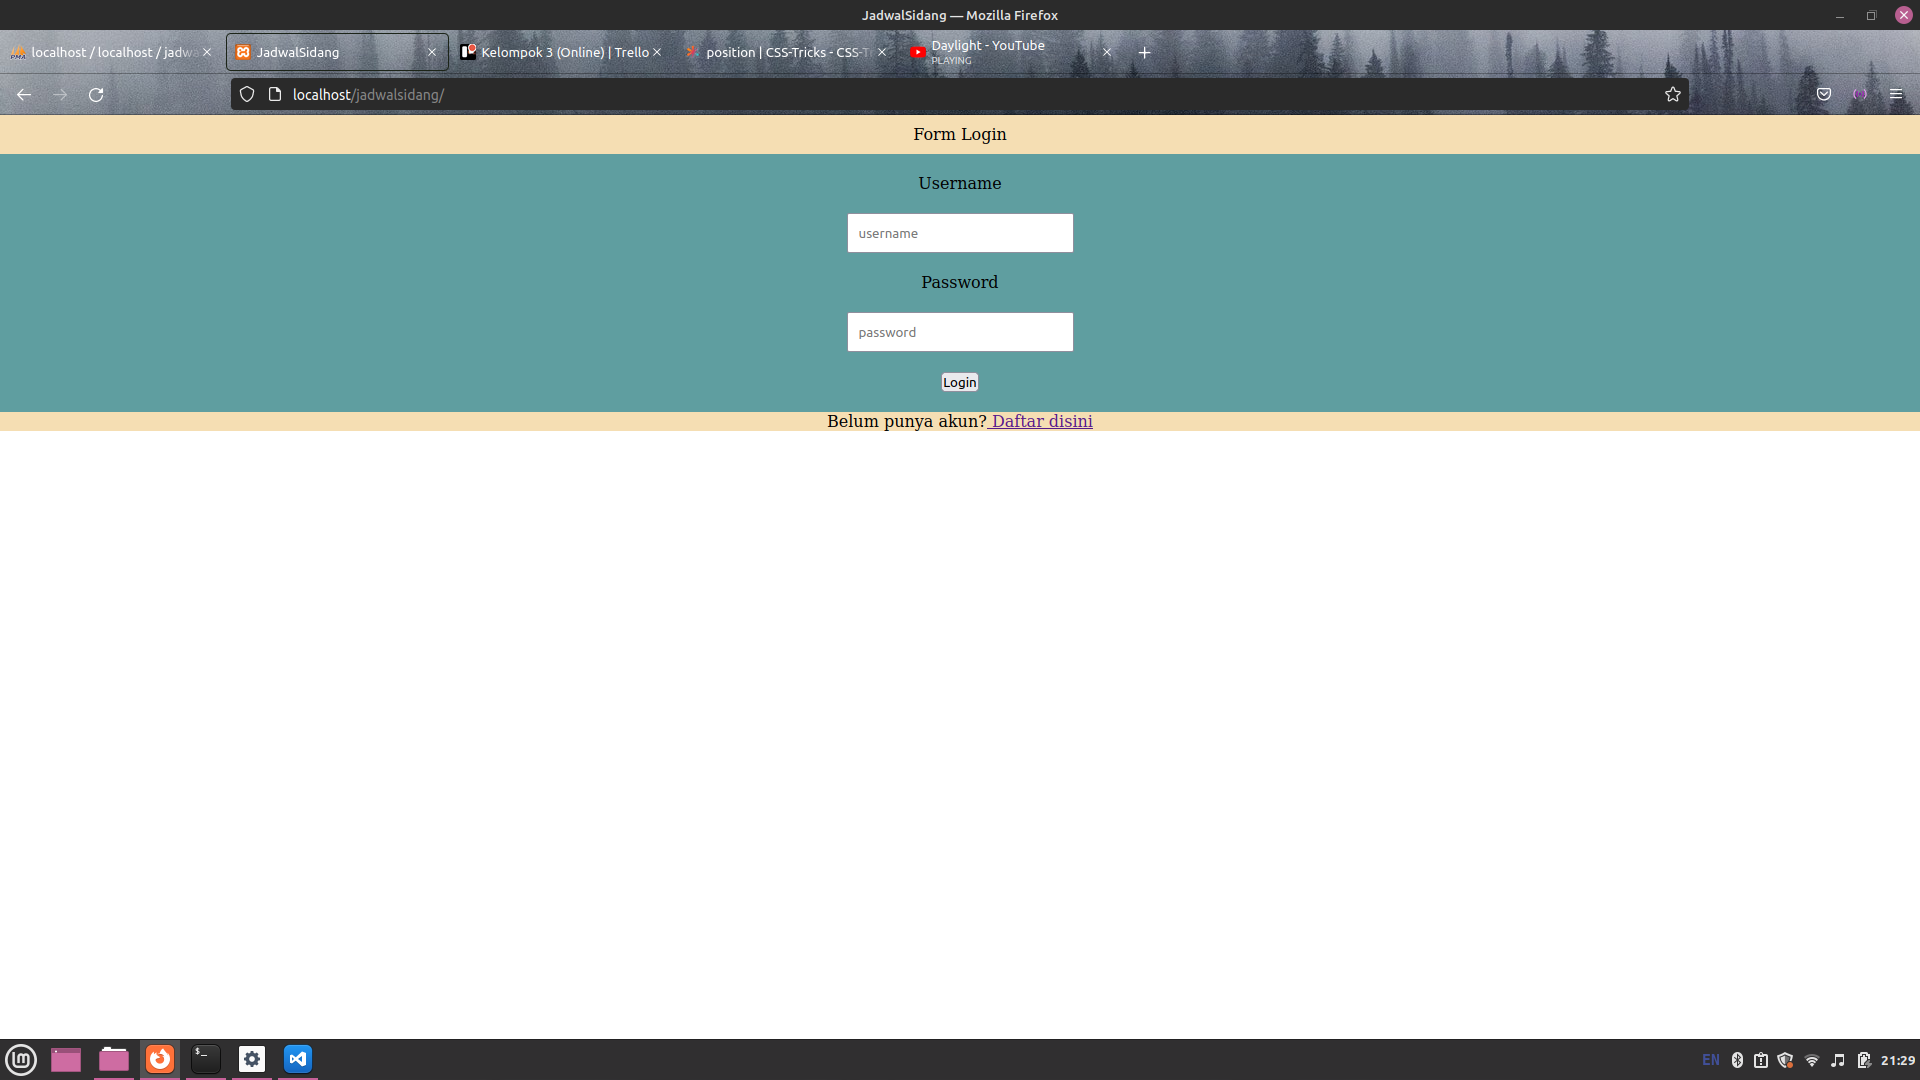 JadwalSidang — Mozilla Firefox
localhost / localhost / jadwa
JadwalSidang
Kelompok 3 (Online) | Trello
position | CSS-Tricks - CSS-T
Daylight - YouTube
PLAYING
localhost/jadwalsidang/
Form Login
Username
username
Password
password
Login
Belum punya akun? Daftar disini
EN
21:29